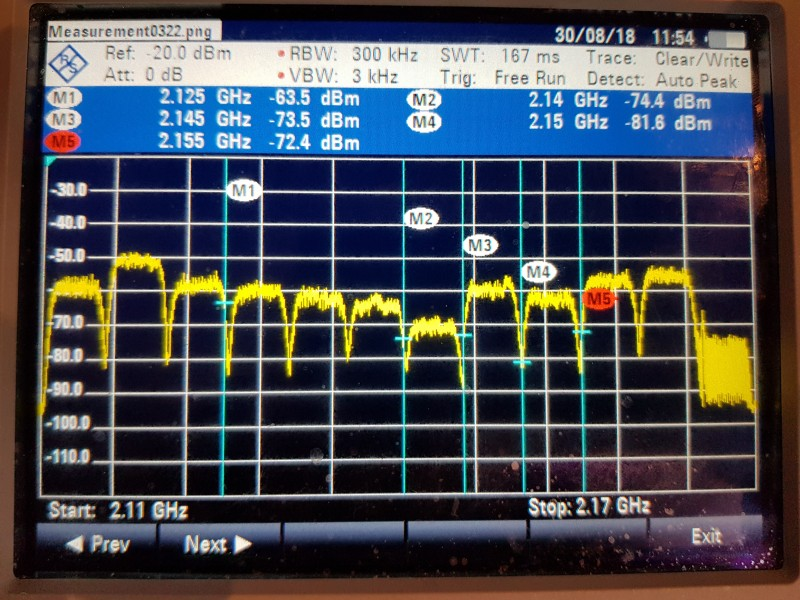 Measurement0322.png 30/08/18 11:54
R S Ref: -20.0 dBm • RBW: 300 kHz SWT: 167 ms Trace: Clear/Write
Att: 0 dB • VBW: 3 kHz Trig: Free Run Detect: Auto Peak
M1 2.125 GHz -63.5 dBm M2 2.14 GHz -74.4 dBm
M3 2.145 GHz -73.5 dBm M4 2.15 GHz -81.6 dBm
M5 2.155 GHz -72.4 dBm
-30.0 M1
-40.0 M2
M3
-50.0
M4
M5
-70.0
-80.0
-90.0
-100.0
-110.0
Start: 2.11 GHz Stop: 2.17 GHz
◀ Prev Next ▶ Exit